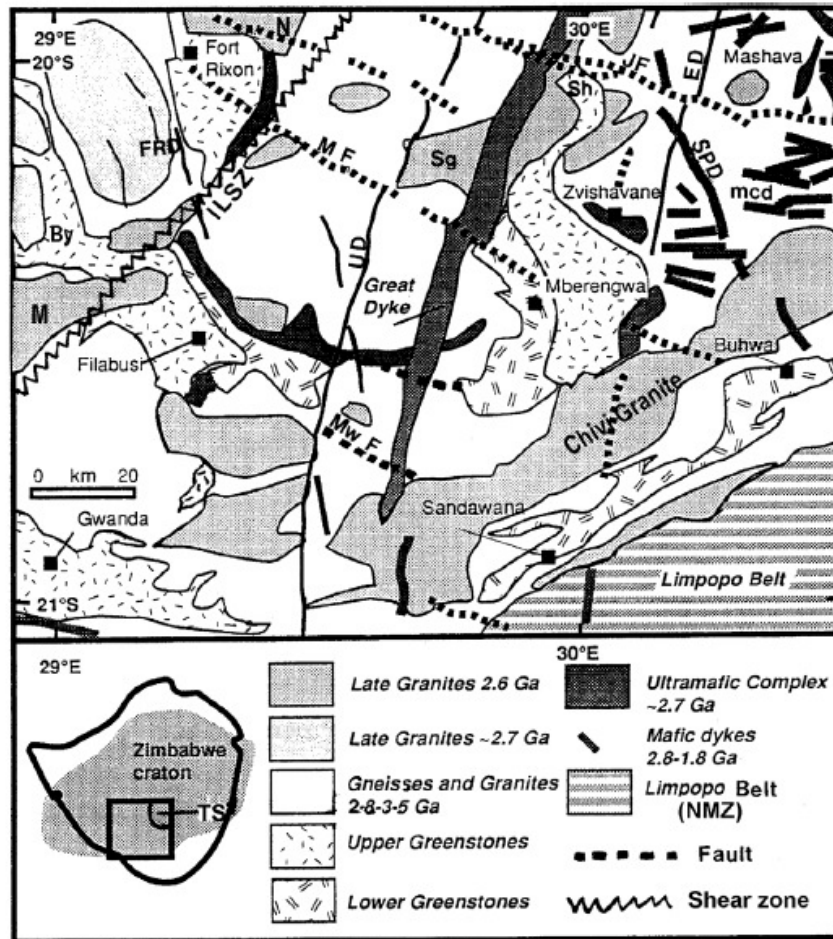 29°E
20°S
N
Fort
Rixon
30°E
JF
ED
Mashava
Sh
FRD
M F
Sg
SPD
ILSZ
Zvishavane
mcd
By
UD
Great
Dyke
Mberengwa
M
Filabusi
Buhwa
Chivi Granite
Mw F
0 km 20
Sandawana
Gwanda
Limpopo Belt
21°S
29°E
30°E
Zimbabwe
craton
TS
Late Granites 2.6 Ga
Late Granites ~2.7 Ga
Gneisses and Granites
2-8-3-5 Ga
Upper Greenstones
Lower Greenstones
Ultramafic Complex
~2.7 Ga
Mafic dykes
2.8-1.8 Ga
Limpopo Belt
(NMZ)
Fault
Shear zone